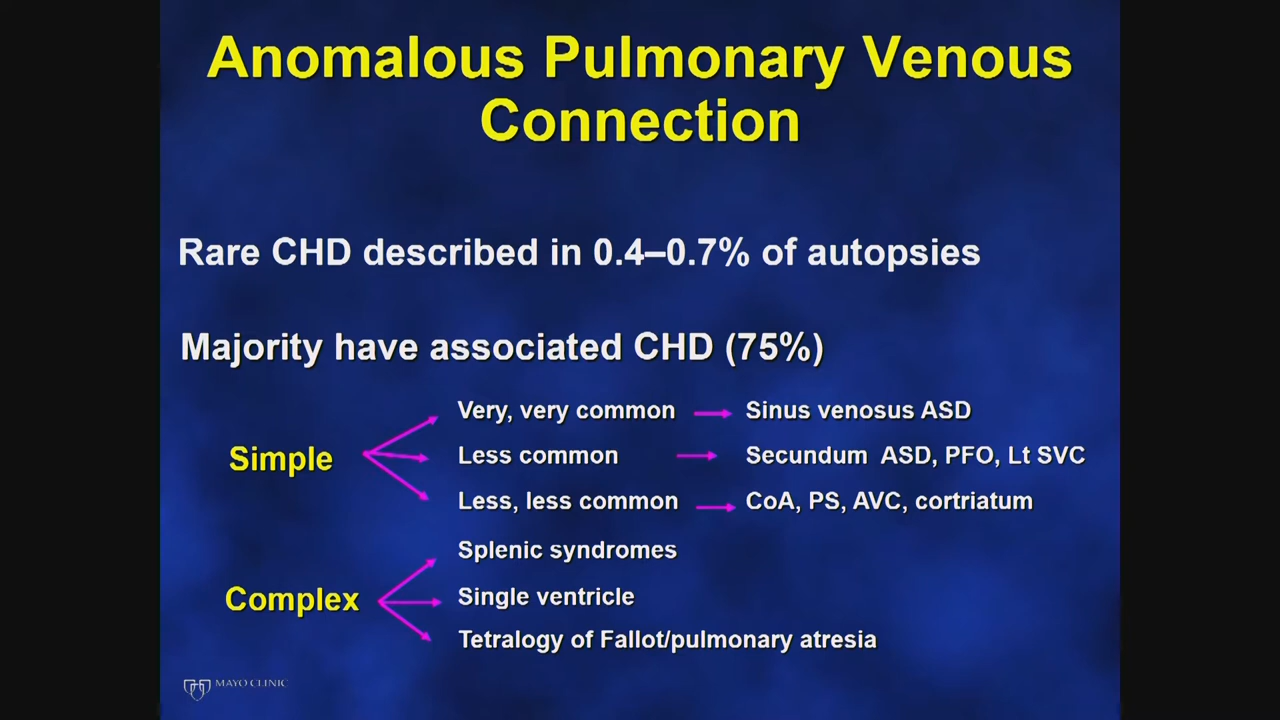 Anomalous Pulmonary Venous
Connection
Rare CHD described in 0.4–0.7% of autopsies
Majority have associated CHD (75%)
Simple
Very, very common Sinus venosus ASD
Less common Secundum ASD, PFO, Lt SVC
Less, less common CoA, PS, AVC, cortriatum
Complex
Splenic syndromes
Single ventricle
Tetralogy of Fallot/pulmonary atresia
MAYO CLINIC